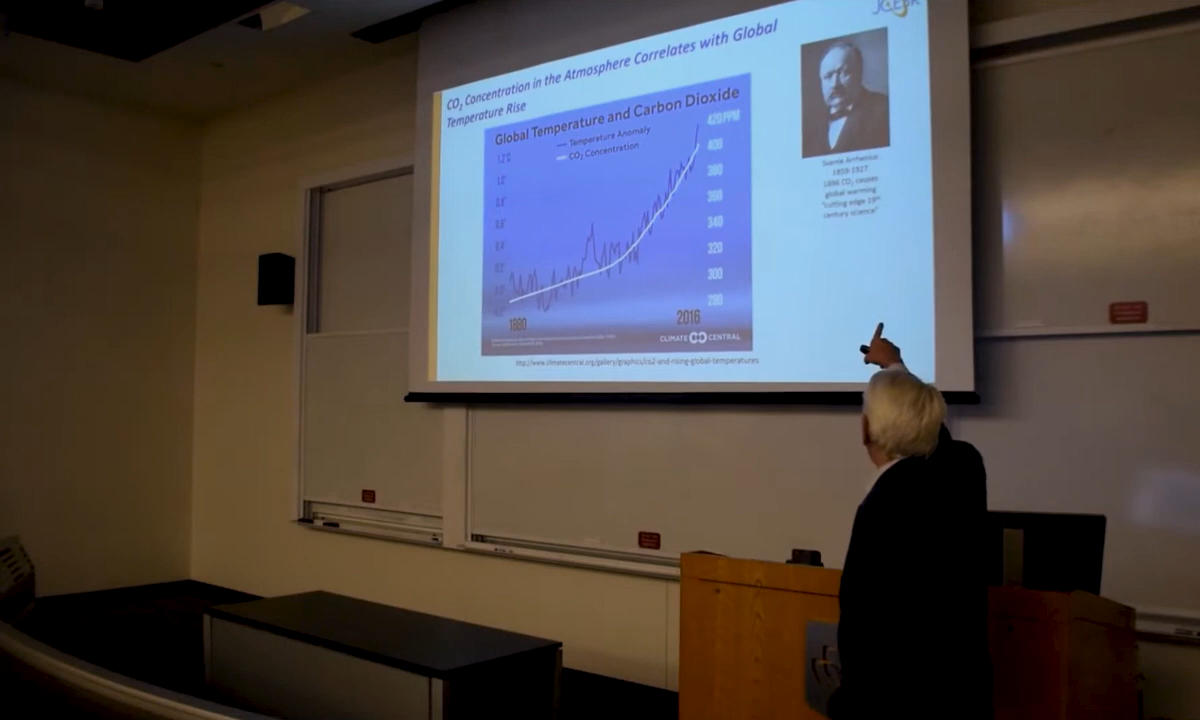 JCESR
CO₂ Concentration in the Atmosphere Correlates with Global
Temperature Rise
Global Temperature and Carbon Dioxide
Temperature Anomaly
CO₂ Concentration
1.2°C
1.0°
0.8°
0.6°
0.4°
0.2°
0.0°
420 PPM
400
380
360
340
320
300
280
1880
2016
CLIMATE CENTRAL
http://www.climatecentral.org/gallery/graphics/co2-and-rising-global-temperatures
Svante Arrhenius
1859-1927
1896 CO₂ causes
global warming
"cutting edge 19th
century science"